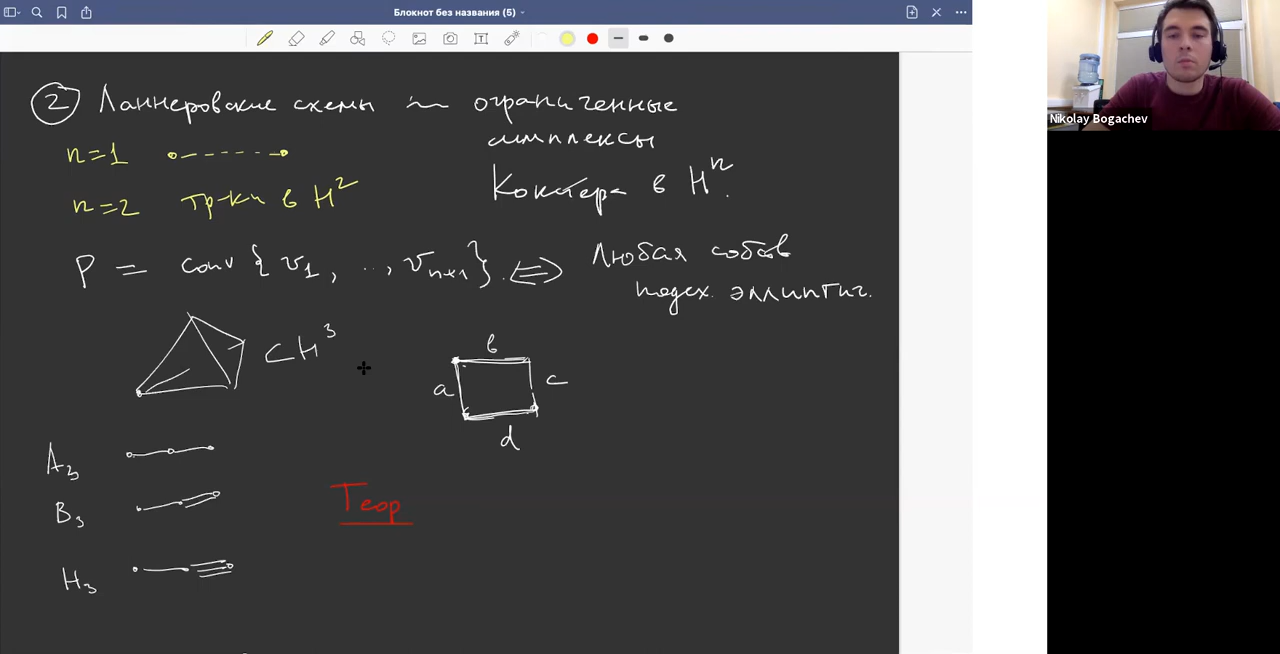 Блокнот без названия (5)
Nikolay Bogachev
② Ланнеровские схемы ~ ограниченные
симплексы
Кокстера в Hⁿ.
n=1
n=2 тр-ки в H²
P = conv { v₁, ..., vₙ₊₁ }. ⇔ Любая собств
подсх. эллиптич.
⊂ H³
b
a
c
d
A₃
B₃
H₃
Теор